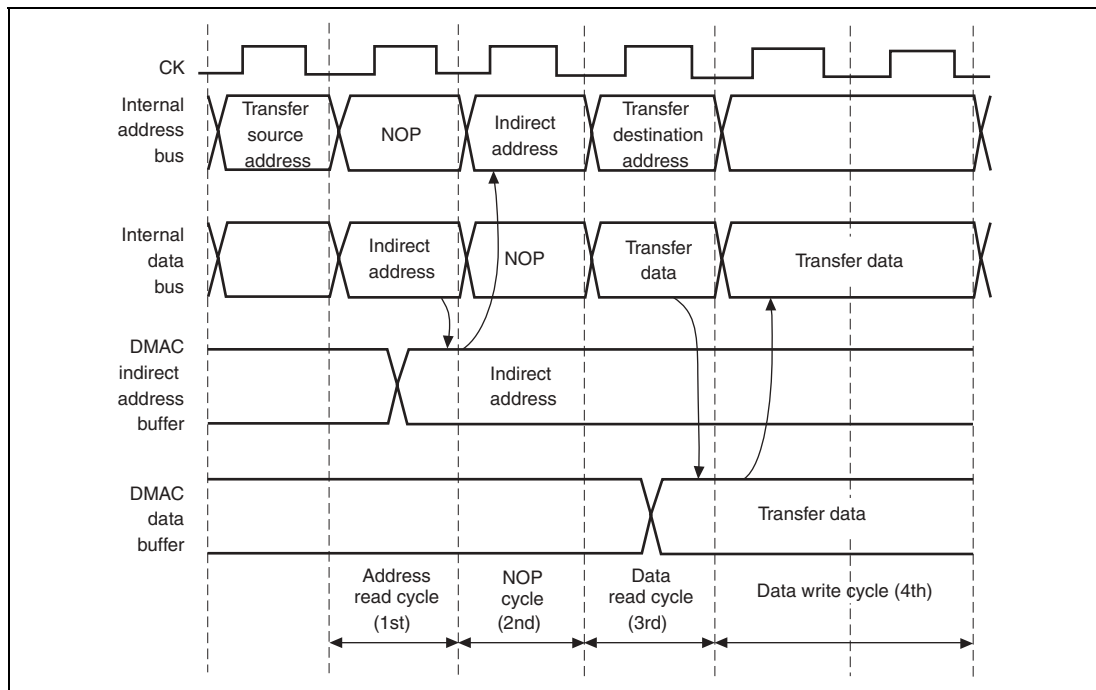 CK
Internal
address
bus
Transfer
source
address
NOP
Indirect
address
Transfer
destination
address
Internal
data
bus
Indirect
address
NOP
Transfer
data
Transfer data
DMAC
indirect
address
buffer
Indirect
address
DMAC
data
buffer
Transfer data
Address
read cycle
(1st)
NOP
cycle
(2nd)
Data
read cycle
(3rd)
Data write cycle (4th)